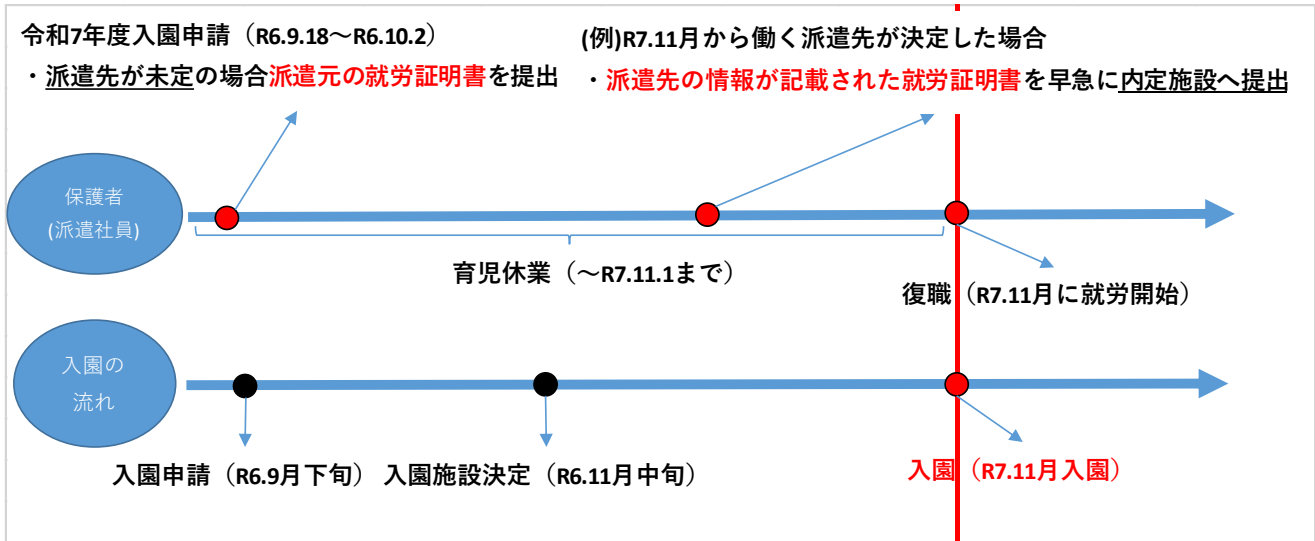 令和7年度入園申請（R6.9.18～R6.10.2）
・派遣先が未定の場合派遣元の就労証明書を提出
(例)R7.11月から働く派遣先が決定した場合
・派遣先の情報が記載された就労証明書を早急に内定施設へ提出
保護者
(派遣社員)
育児休業（～R7.11.1まで）
復職（R7.11月に就労開始）
入園の
流れ
入園申請（R6.9月下旬）
入園施設決定（R6.11月中旬）
入園（R7.11月入園）